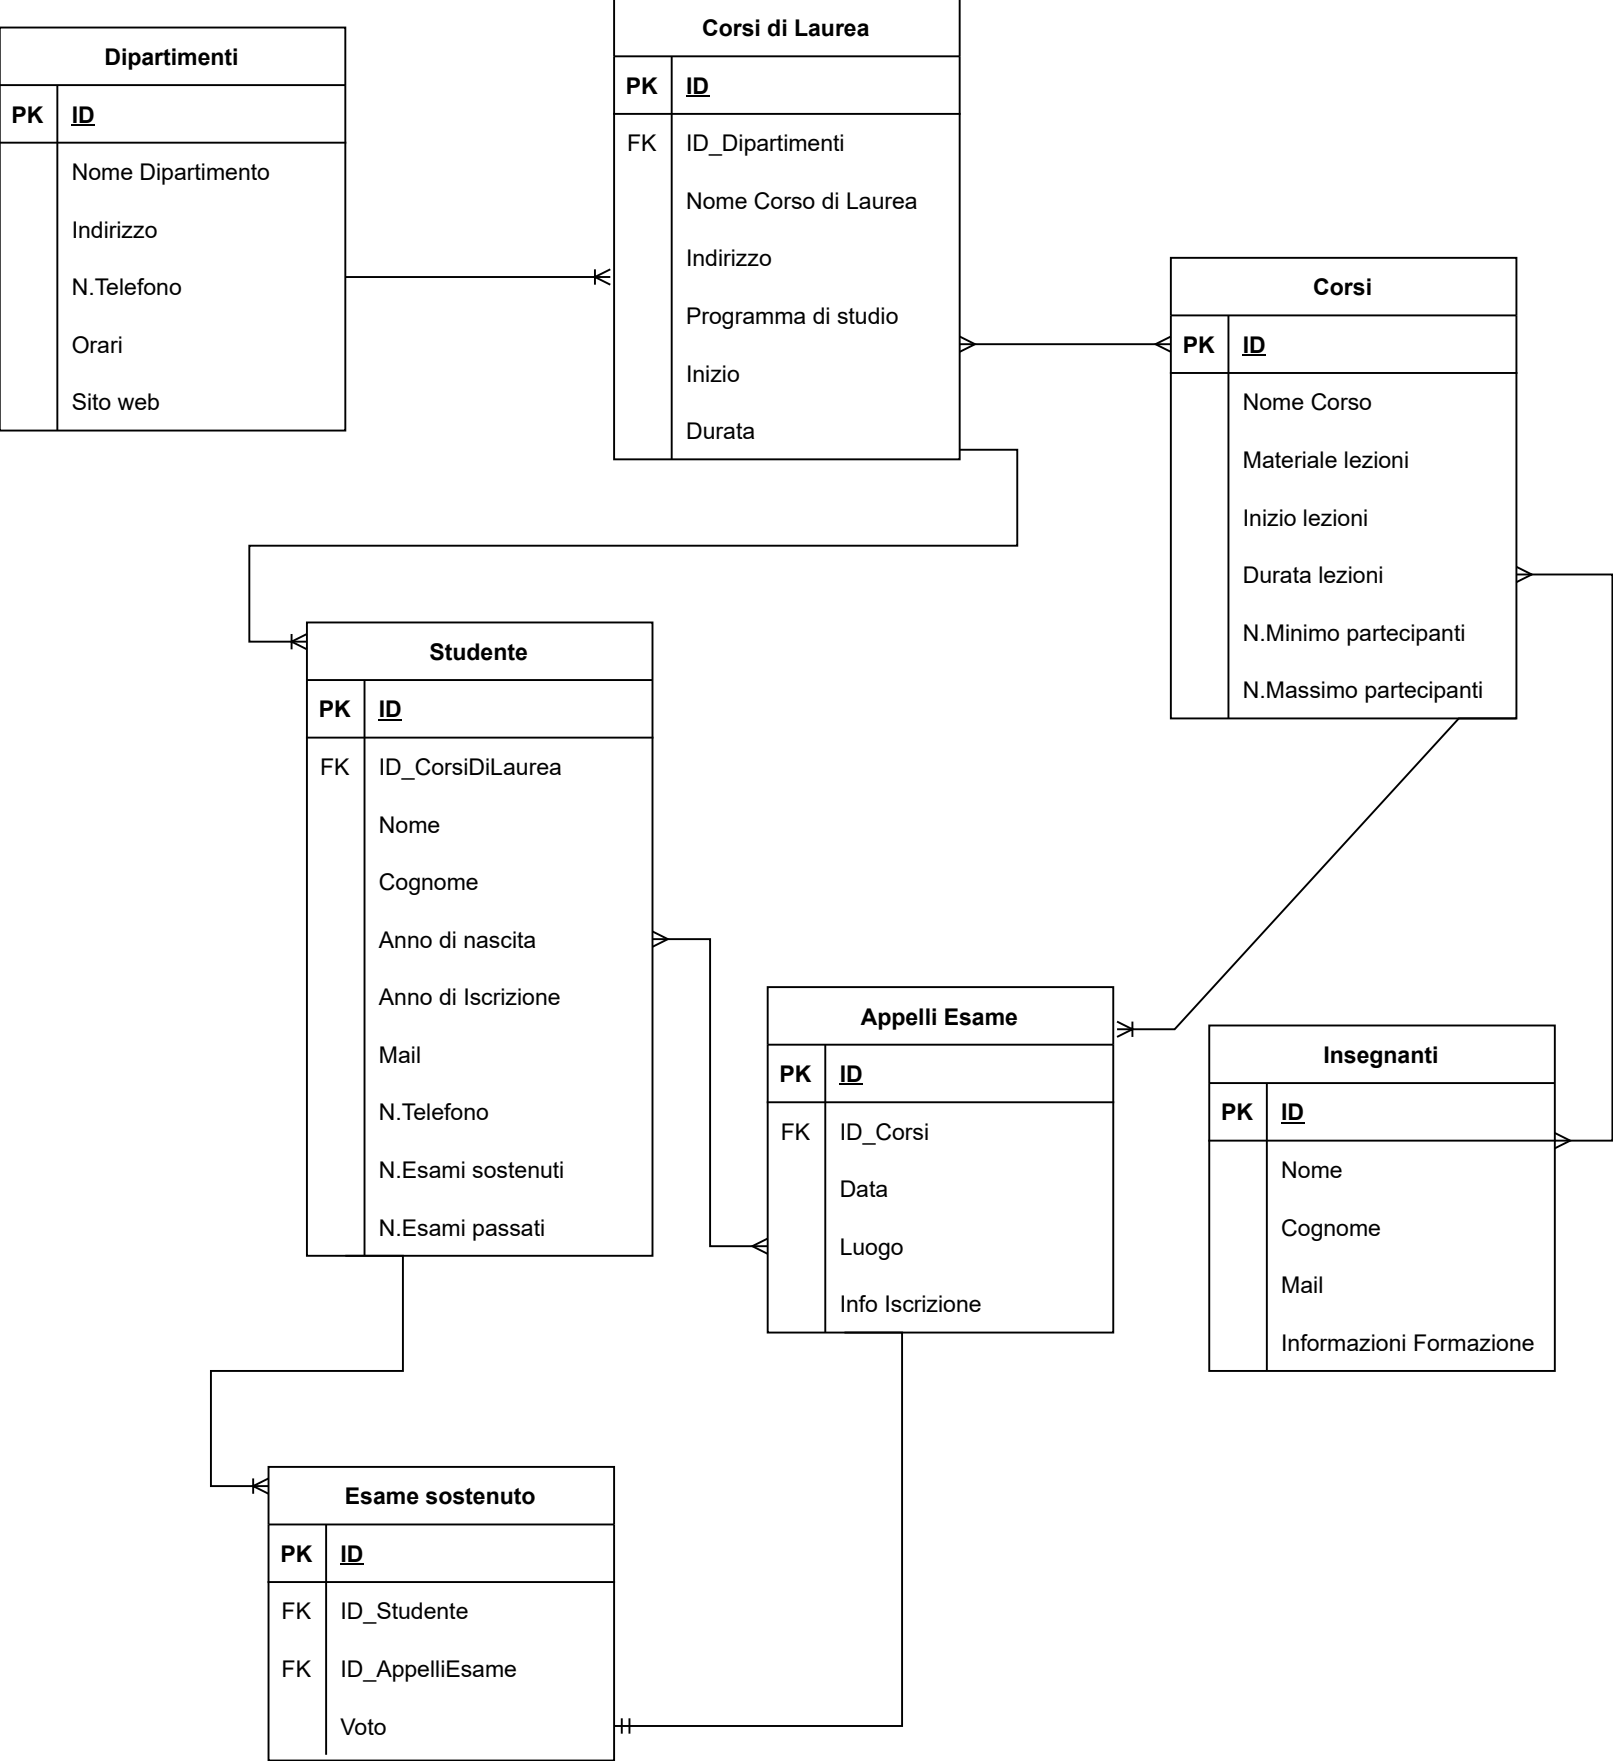 Dipartimenti
PK ID
Nome Dipartimento
Indirizzo
N.Telefono
Orari
Sito web
Corsi di Laurea
PK ID
FK ID_Dipartimenti
Nome Corso di Laurea
Indirizzo
Programma di studio
Inizio
Durata
Corsi
PK ID
Nome Corso
Materiale lezioni
Inizio lezioni
Durata lezioni
N.Minimo partecipanti
N.Massimo partecipanti
Studente
PK ID
FK ID_CorsiDiLaurea
Nome
Cognome
Anno di nascita
Anno di Iscrizione
Mail
N.Telefono
N.Esami sostenuti
N.Esami passati
Appelli Esame
PK ID
FK ID_Corsi
Data
Luogo
Info Iscrizione
Insegnanti
PK ID
Nome
Cognome
Mail
Informazioni Formazione
Esame sostenuto
PK ID
FK ID_Studente
FK ID_AppelliEsame
Voto